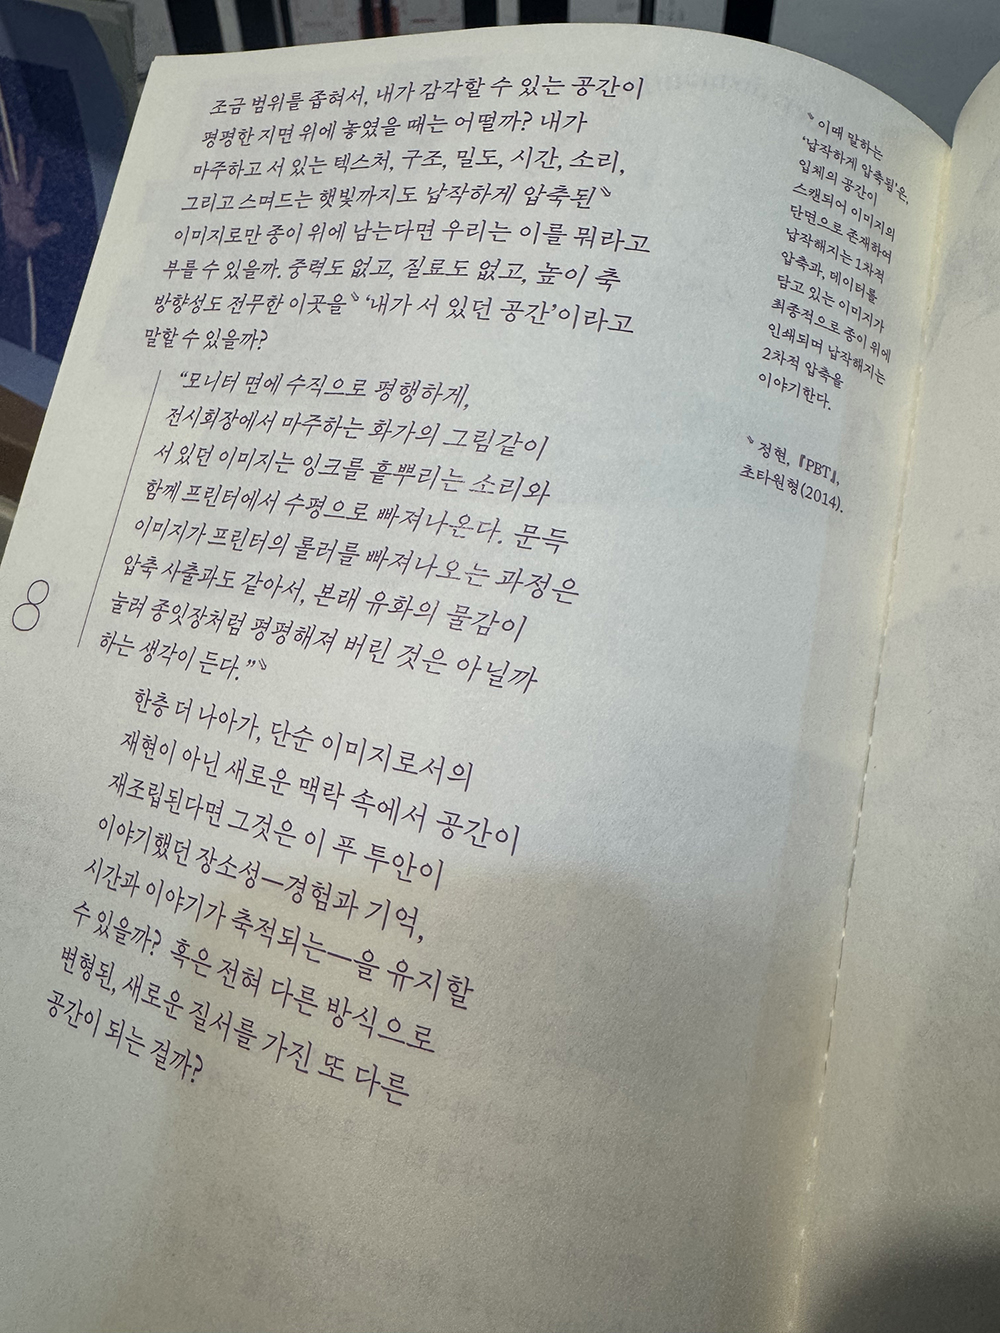 조금 범위를 좁혀서, 내가 감각할 수 있는 공간이
평평한 지면 위에 놓였을 때는 어떨까? 내가
마주하고 서 있는 텍스처, 구조, 밀도, 시간, 소리,
그리고 스며드는 햇빛까지도 납작하게 압축된〃
이미지로만 종이 위에 남는다면 우리는 이를 뭐라고
부를 수 있을까. 중력도 없고, 질료도 없고, 높이 축
방향성도 전무한 이곳을〃 ‘내가 서 있던 공간’이라고
말할 수 있을까?
“모니터 면에 수직으로 평행하게,
전시회장에서 마주하는 화가의 그림같이
서 있던 이미지는 잉크를 흩뿌리는 소리와
함께 프린터에서 수평으로 빠져나온다. 문득
이미지가 프린터의 롤러를 빠져나오는 과정은
압축 사출과도 같아서, 본래 유화의 물감이
눌려 종잇장처럼 평평해져 버린 것은 아닐까
하는 생각이 든다.”〃
한층 더 나아가, 단순 이미지로서의
재현이 아닌 새로운 맥락 속에서 공간이
재조립된다면 그것은 이 푸 투안이
이야기했던 장소성—경험과 기억,
시간과 이야기가 축적되는—을 유지할
수 있을까? 혹은 전혀 다른 방식으로
변형된, 새로운 질서를 가진 또 다른
공간이 되는 걸까?
8
〃 이때 말하는
‘납작하게 압축됨’은,
입체의 공간이
스캔되어 이미지의
단면으로 존재하여
납작해지는 1차적
압축과, 데이터를
담고 있는 이미지가
최종적으로 종이 위에
인쇄되며 납작해지는
2차적 압축을
이야기한다.
〃 정현, 『PBT』,
초타원형(2014).